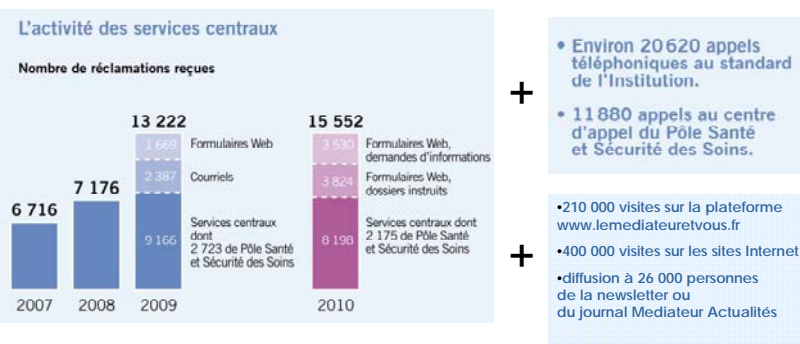 L'activité des services centraux
Nombre de réclamations reçues
6 716
7 176
13 222
1 669
Formulaires Web
2 387
Courriels
9 166
Services centraux
dont
2 723 de Pôle Santé
et Sécurité des Soins
15 552
3 530
Formulaires Web,
demandes d'informations
3 824
Formulaires Web,
dossiers instruits
8 198
Services centraux dont
2 175 de Pôle Santé
et Sécurité des Soins
2007
2008
2009
2010
+
• Environ 20 620 appels
téléphoniques au standard
de l'Institution.
• 11 880 appels au centre
d'appel du Pôle Santé
et Sécurité des Soins.
+
•210 000 visites sur la plateforme
www.lemediateuretvous.fr
•400 000 visites sur les sites Internet
•diffusion à 26 000 personnes
de la newsletter ou
du journal Mediateur Actualités